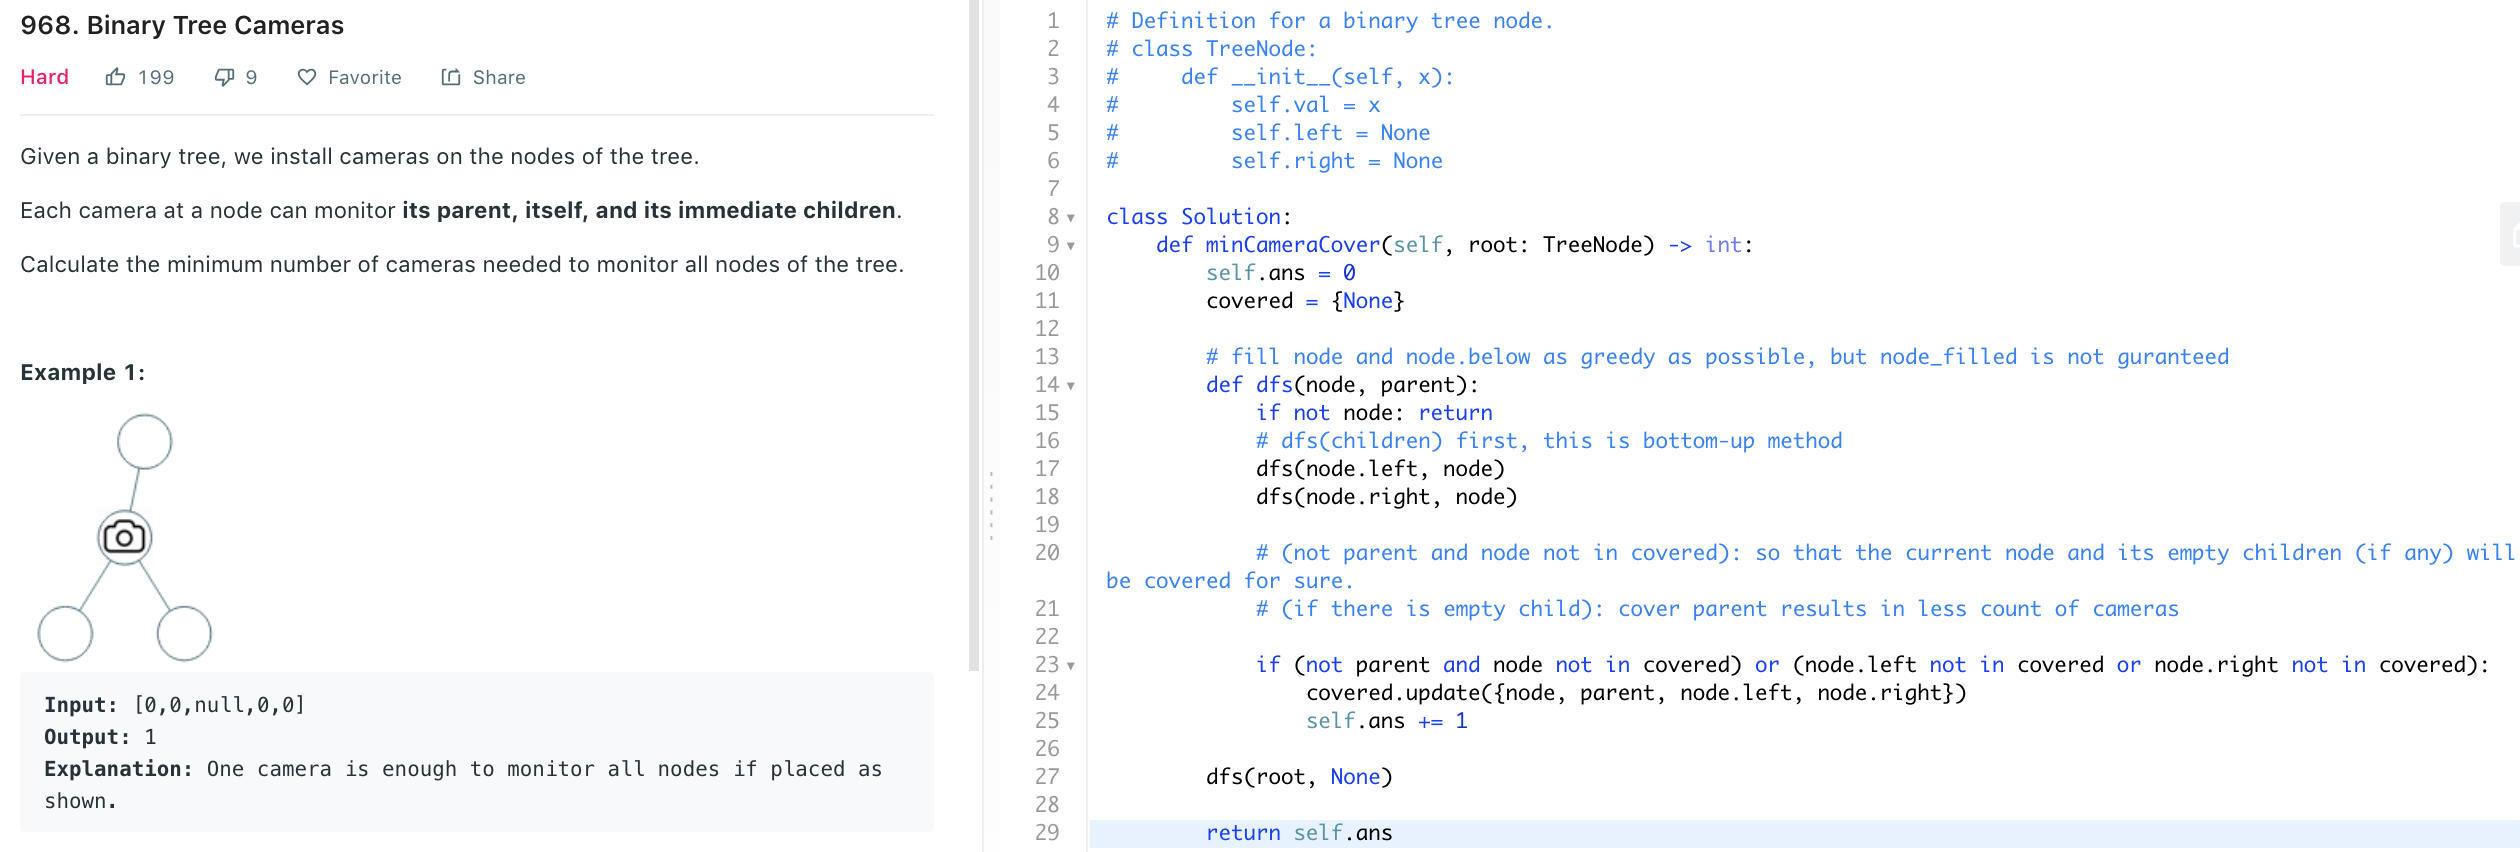 968. Binary Tree Cameras
Hard 199 9 Favorite Share
Given a binary tree, we install cameras on the nodes of the tree.
Each camera at a node can monitor its parent, itself, and its immediate children.
Calculate the minimum number of cameras needed to monitor all nodes of the tree.
Example 1:
Input: [0,0,null,0,0]
Output: 1
Explanation: One camera is enough to monitor all nodes if placed as
shown.
1 # Definition for a binary tree node.
2 # class TreeNode:
3 #     def __init__(self, x):
4 #         self.val = x
5 #         self.left = None
6 #         self.right = None
7
8 class Solution:
9     def minCameraCover(self, root: TreeNode) -> int:
10         self.ans = 0
11         covered = {None}
12
13         # fill node and node.below as greedy as possible, but node_filled is not guranteed
14         def dfs(node, parent):
15             if not node: return
16             # dfs(children) first, this is bottom-up method
17             dfs(node.left, node)
18             dfs(node.right, node)
19
20             # (not parent and node not in covered): so that the current node and its empty children (if any) will
be covered for sure.
21             # (if there is empty child): cover parent results in less count of cameras
22
23             if (not parent and node not in covered) or (node.left not in covered or node.right not in covered):
24                 covered.update({node, parent, node.left, node.right})
25                 self.ans += 1
26
27         dfs(root, None)
28
29         return self.ans